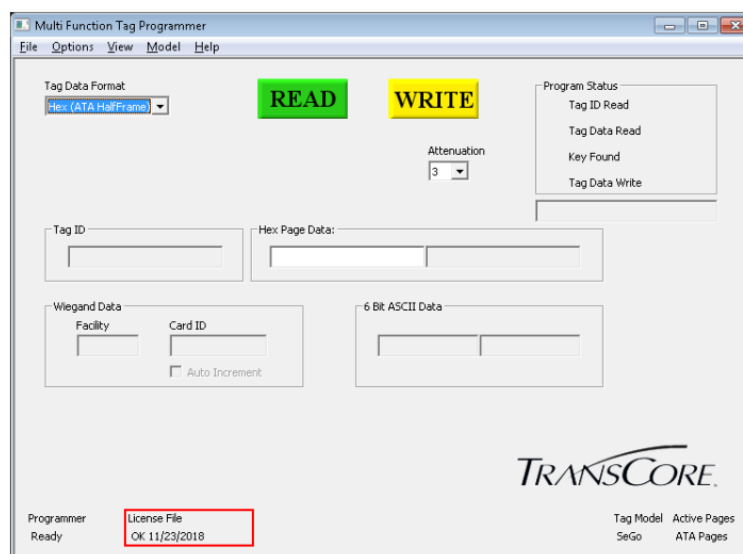 Multi Function Tag Programmer
File Options View Model Help
Tag Data Format
Hex (ATA HalfFrame)
READ
WRITE
Attenuation
3
Program Status
Tag ID Read
Tag Data Read
Key Found
Tag Data Write
Tag ID
Hex Page Data:
Wiegand Data
Facility Card ID
Auto Increment
6 Bit ASCII Data
TRANSCORE.
Programmer
Ready
License File
OK 11/23/2018
Tag Model Active Pages
SeGo ATA Pages